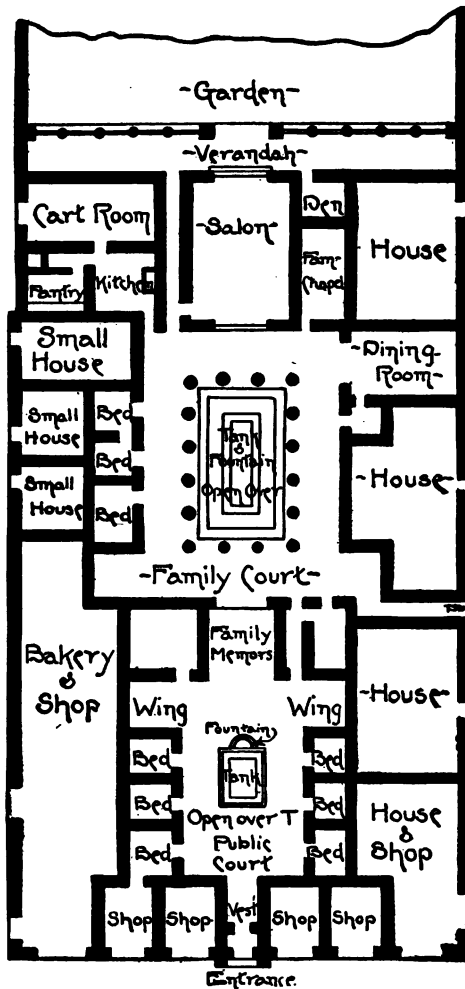 -Garden-
-Verandah-
Cart Room
-Salon-
Den
House
Pantry
Kitchen
Fam-
Chapel
Small
House
-Dining
Room-
Small
House
Bed
Bed
Tank
&
Fountain
Open Over
-House-
Small
House
Bed
-Family Court-
Bakery
&
Shop
Family
Memors
-House-
Wing
Wing
Fountain
Tank
Bed
Bed
Bed
Bed
Open over T
Public
Court
House
&
Shop
Bed
Bed
Shop
Shop
Vest
Shop
Shop
Entrance.